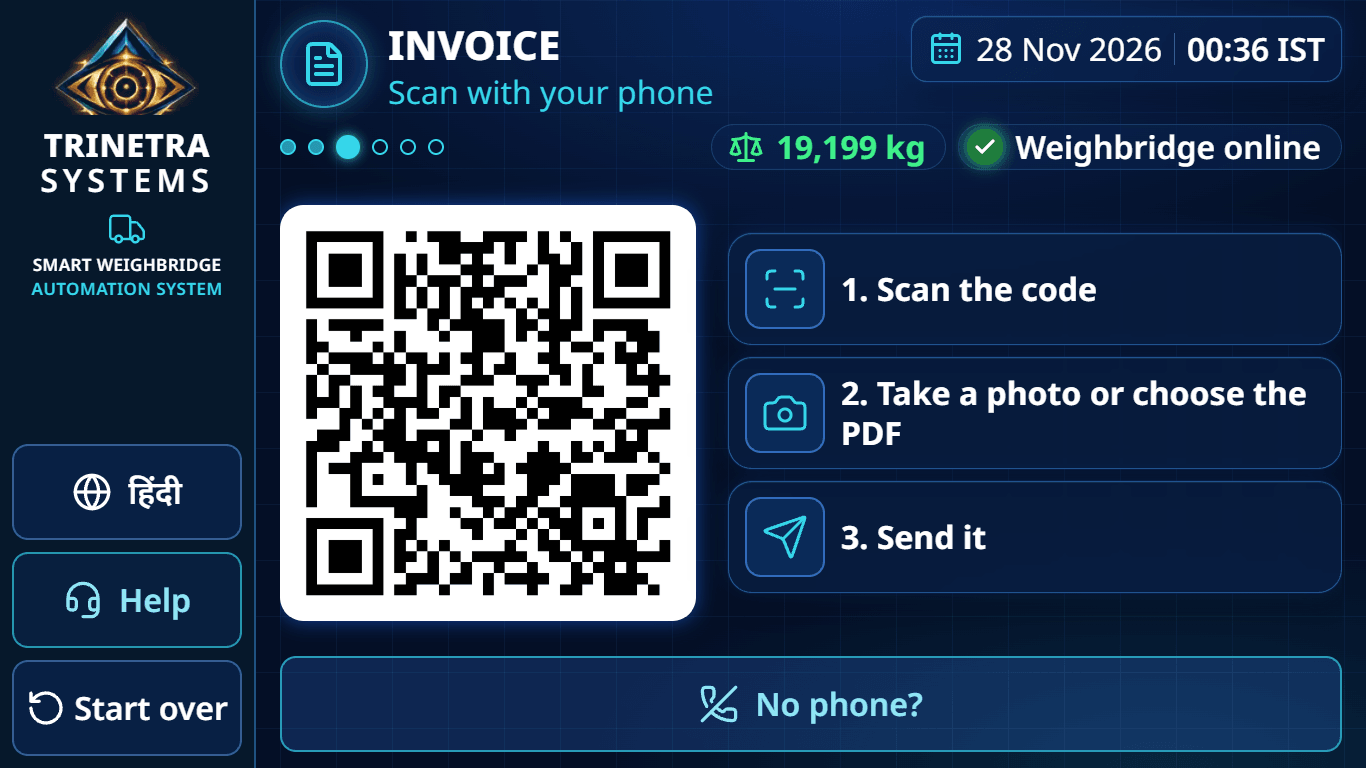 TRINETRA
SYSTEMS
SMART WEIGHBRIDGE
AUTOMATION SYSTEM
हिंदी
Help
Start over
INVOICE
Scan with your phone
28 Nov 2026
00:36 IST
19,199 kg
Weighbridge online
1. Scan the code
2. Take a photo or choose the
PDF
3. Send it
No phone?